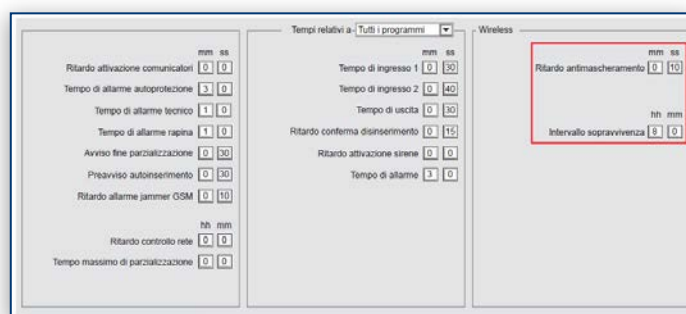 mm ss
Ritardo attivazione comunicatori 0 0
Tempo di allarme autoprotezione 3 0
Tempo di allarme tecnico 1 0
Tempo di allarme rapina 1 0
Avviso fine parzializzazione 0 30
Preavviso autoinserimento 0 30
Ritardo allarme jammer GSM 0 10
hh mm
Ritardo controllo rete 0 0
Tempo massimo di parzializzazione 0 0
Tempi relativi a Tutti i programmi
mm ss
Tempo di ingresso 1 0 30
Tempo di ingresso 2 0 40
Tempo di uscita 0 30
Ritardo conferma disinserimento 0 15
Ritardo attivazione sirene 0 0
Tempo di allarme 3 0
Wireless
mm ss
Ritardo antimascheramento 0 10
hh mm
Intervallo sopravvivenza 8 0